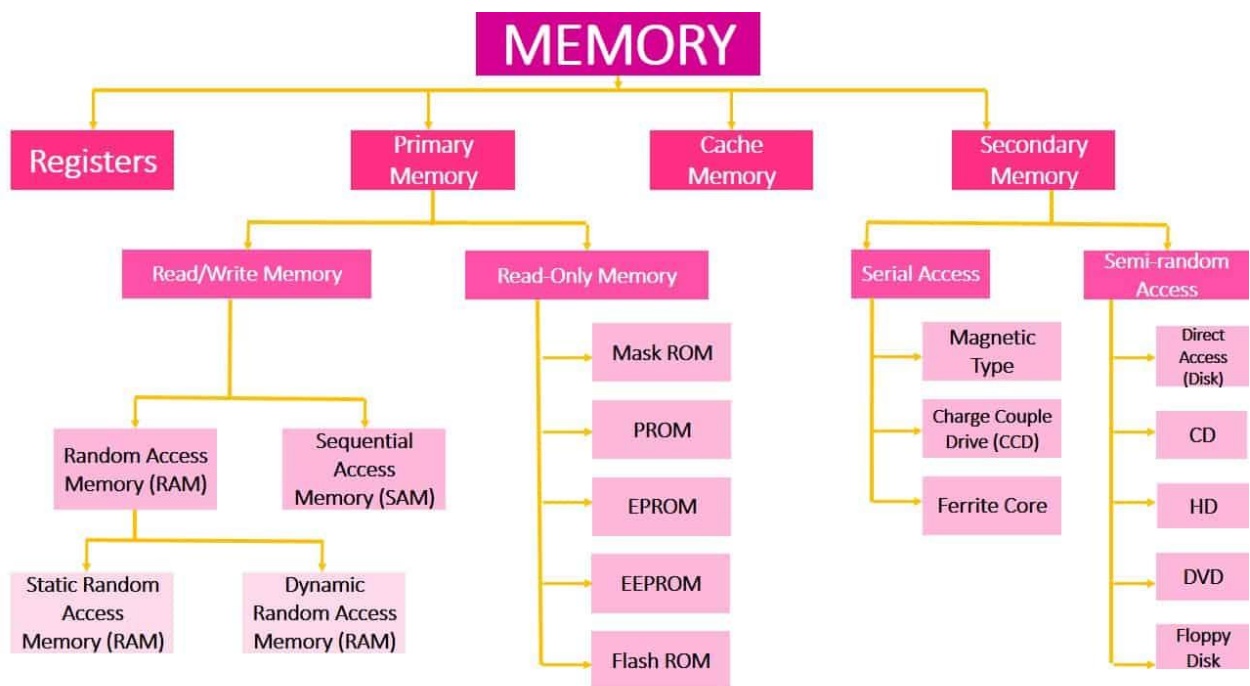 MEMORY
Registers
Primary
Memory
Cache
Memory
Secondary
Memory
Read/Write Memory
Read-Only Memory
Serial Access
Semi-random
Access
Random Access
Memory (RAM)
Sequential
Access
Memory (SAM)
Static Random
Access
Memory (RAM)
Dynamic
Random Access
Memory (RAM)
Mask ROM
PROM
EPROM
EEPROM
Flash ROM
Magnetic
Type
Charge Couple
Drive (CCD)
Ferrite Core
Direct
Access
(Disk)
CD
HD
DVD
Floppy
Disk